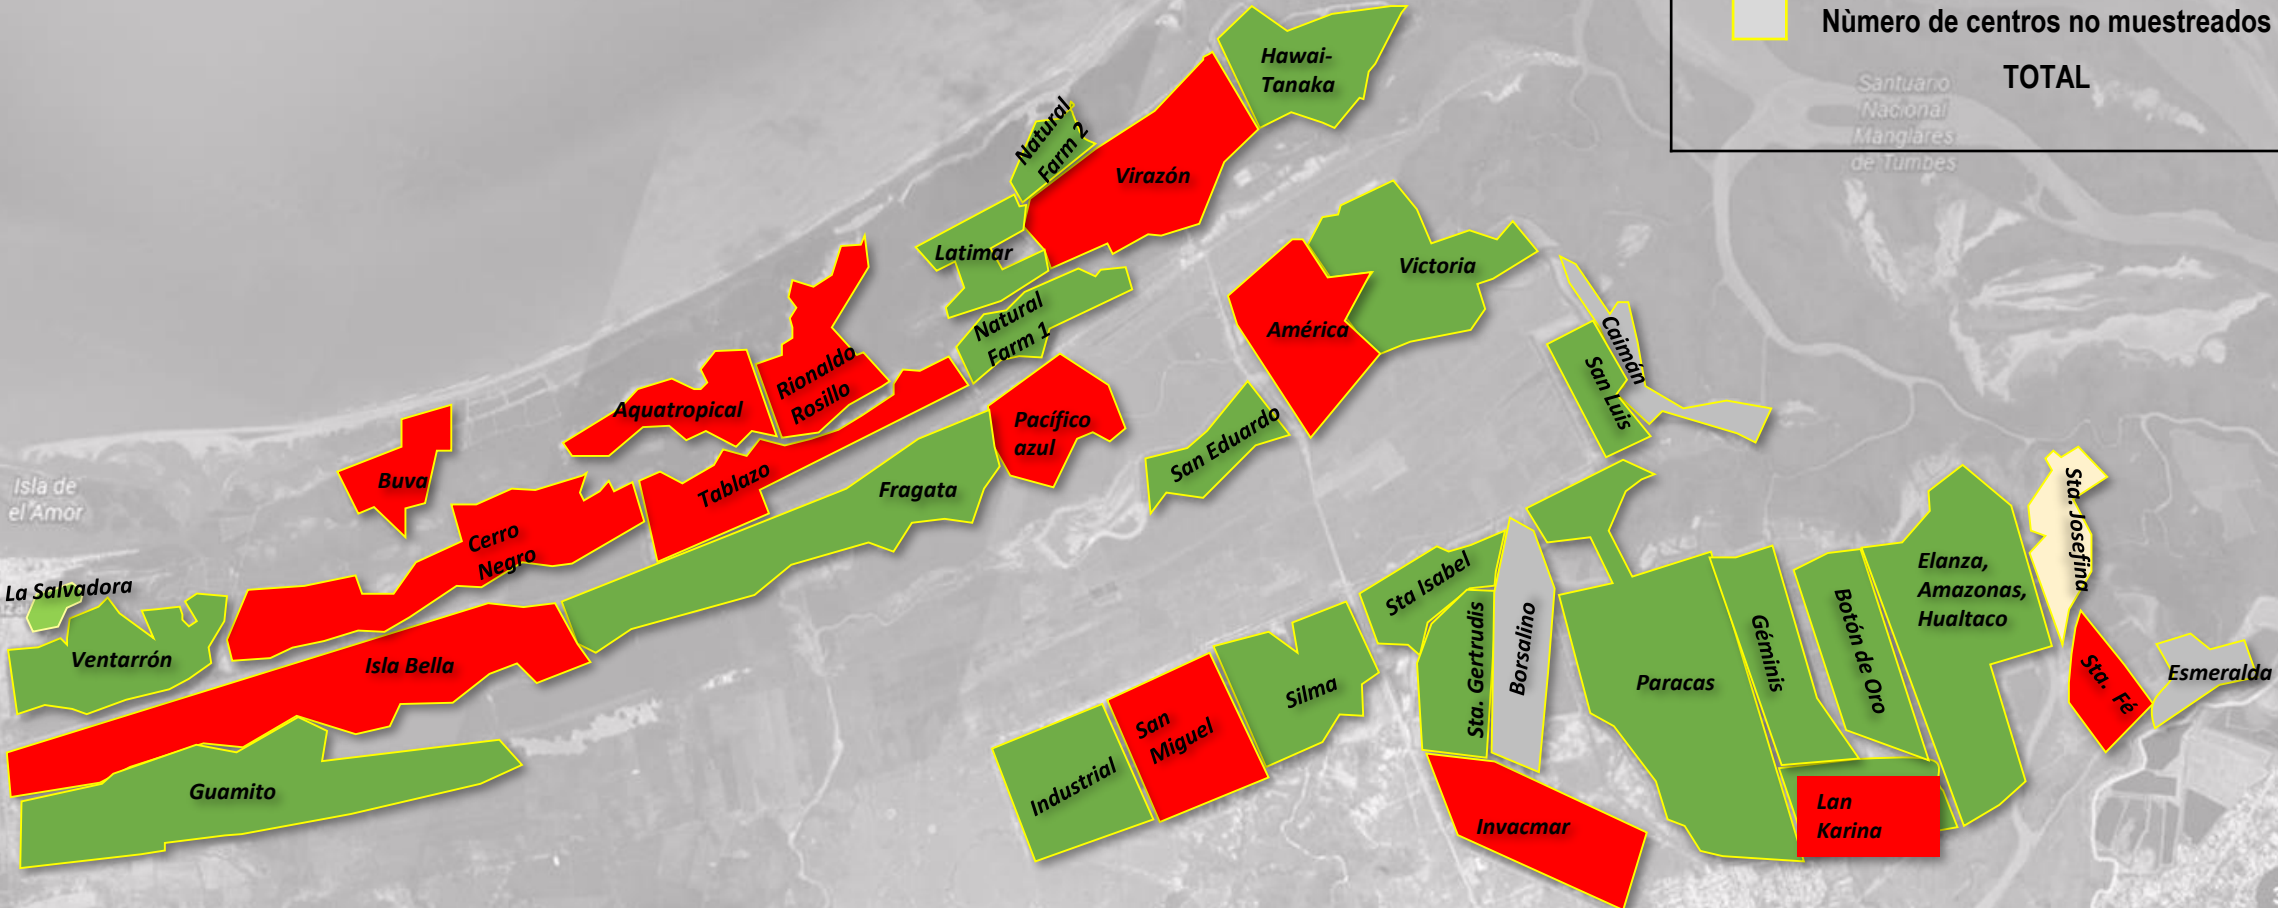 Nùmero de centros no muestreados
TOTAL
Santuario
Nacional
Manglares
de Tumbes
Hawai-
Tanaka
Natural
Farm 2
Virazón
Latimar
Natural
Farm 1
Victoria
América
Caimán
San Luis
Rionaldo
Rosillo
Aquatropical
Pacífico
azul
San Eduardo
Buva
Tablazo
Fragata
Isla de
el Amor
Cerro
Negro
La Salvadora
Ventarrón
Isla Bella
Guamito
Sta. Josefina
Sta Isabel
Sta. Gertrudis
Borsalino
Elanza,
Amazonas,
Hualtaco
Géminis
Botón de Oro
Paracas
Silma
San
Miguel
Industrial
Sta. Fé
Esmeralda
Invacmar
Lan
Karina